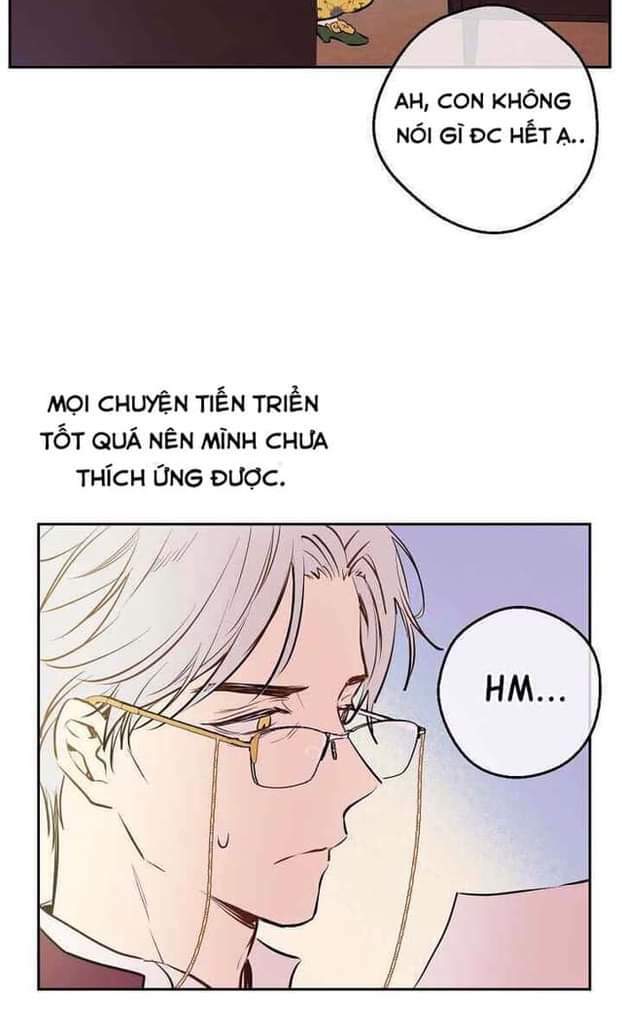 AH, CON KHÔNG
NÓI GÌ ĐC HẾT Ạ..
MỌI CHUYỆN TIẾN TRIỂN
TỐT QUÁ NÊN MÌNH CHƯA
THÍCH ỨNG ĐƯỢC.
HM...